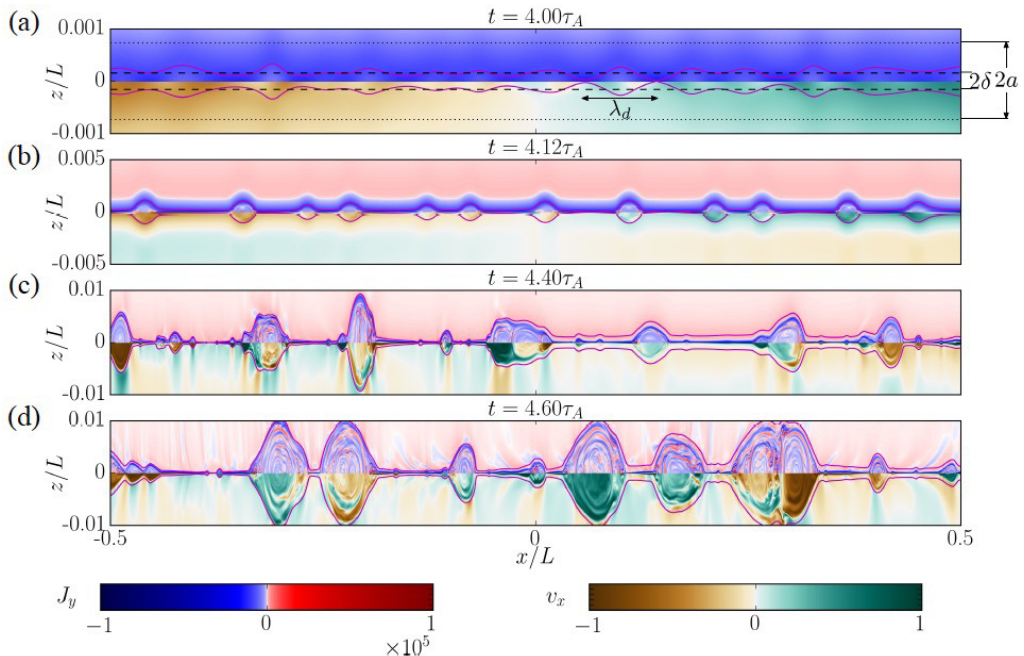 (a)
t = 4.00τ_A
0.001
z/L
0
-0.001
λ_d
2δ 2a
(b)
t = 4.12τ_A
0.005
z/L
0
-0.005
(c)
t = 4.40τ_A
0.01
z/L
0
-0.01
(d)
t = 4.60τ_A
0.01
z/L
0
-0.01
-0.5 0 0.5
x/L
J_y
−1 0 1
×10^5
v_x
−1 0 1